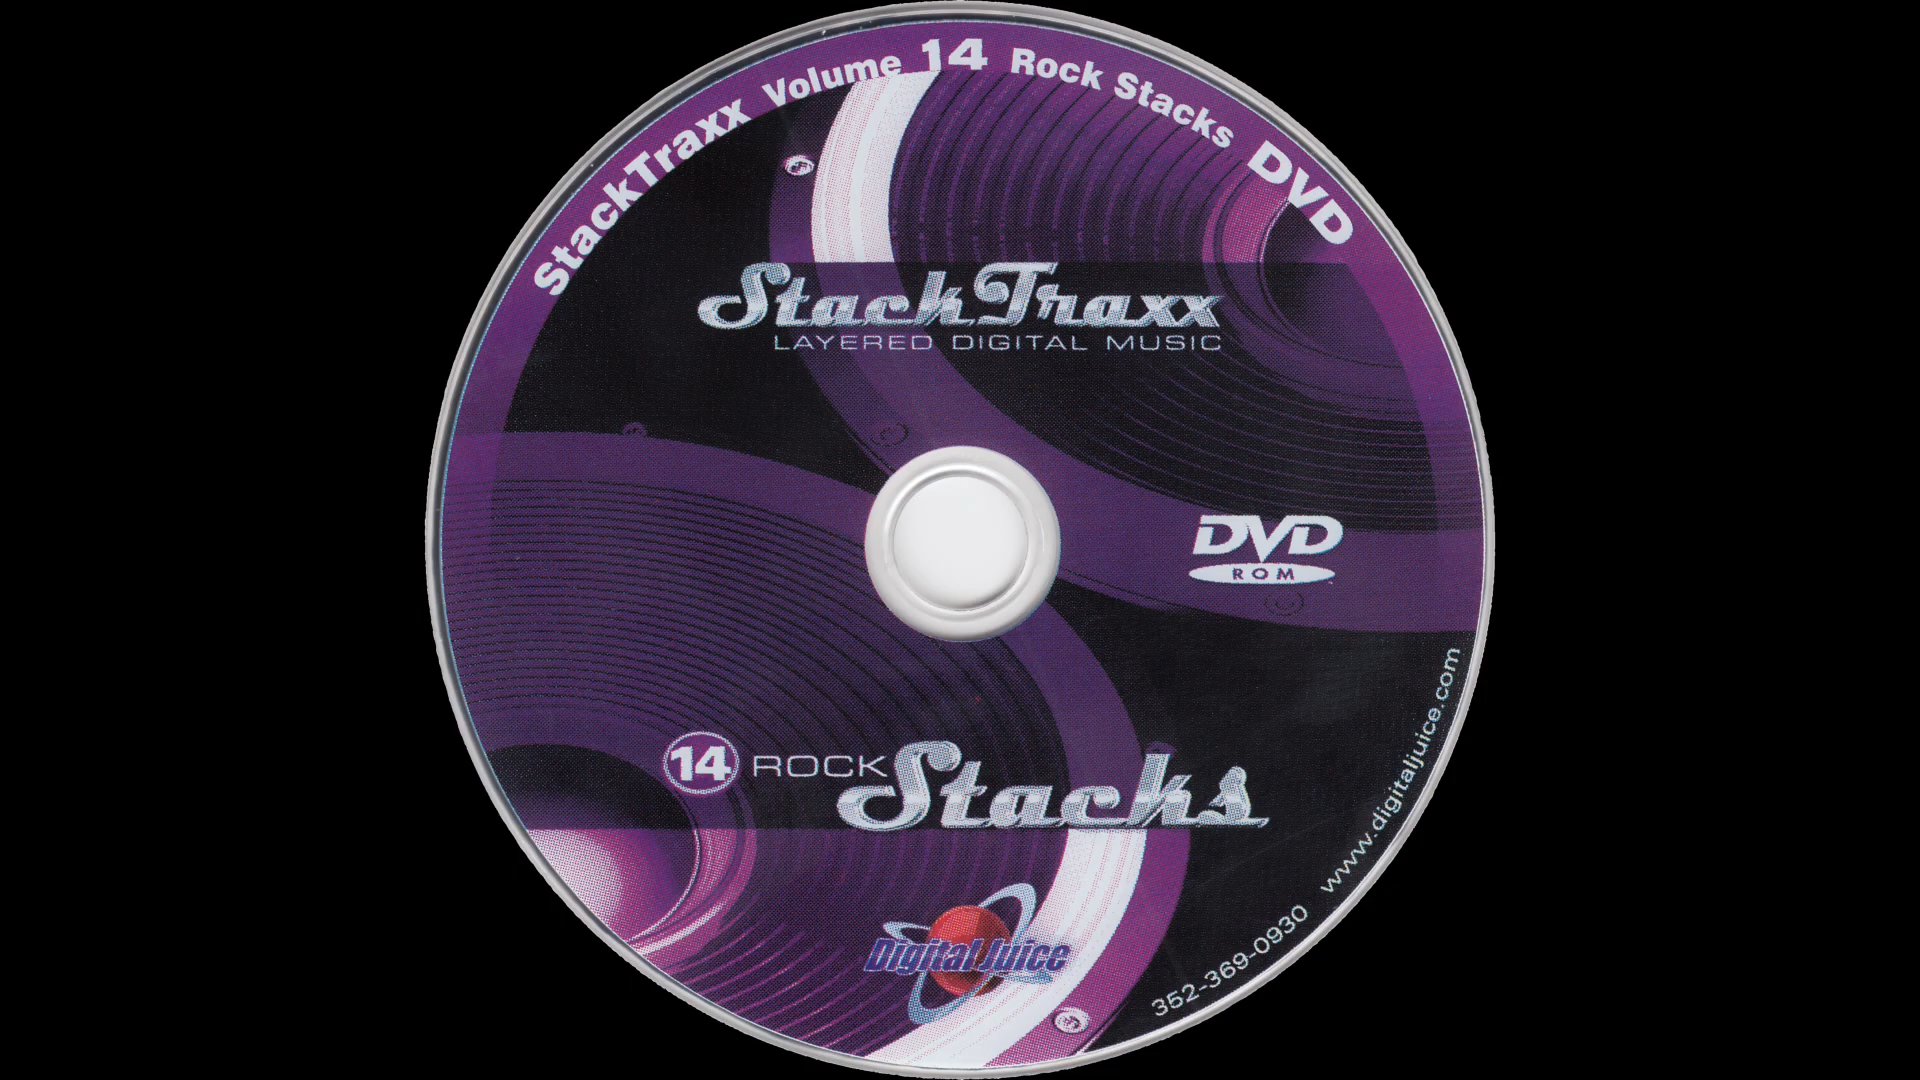 StackTraxx Volume 14 Rock Stacks DVD
StackTraxx
LAYERED DIGITAL MUSIC
DVD
ROM
14 ROCK Stacks
Digital Juice
www.digitaljuice.com
352-369-0930